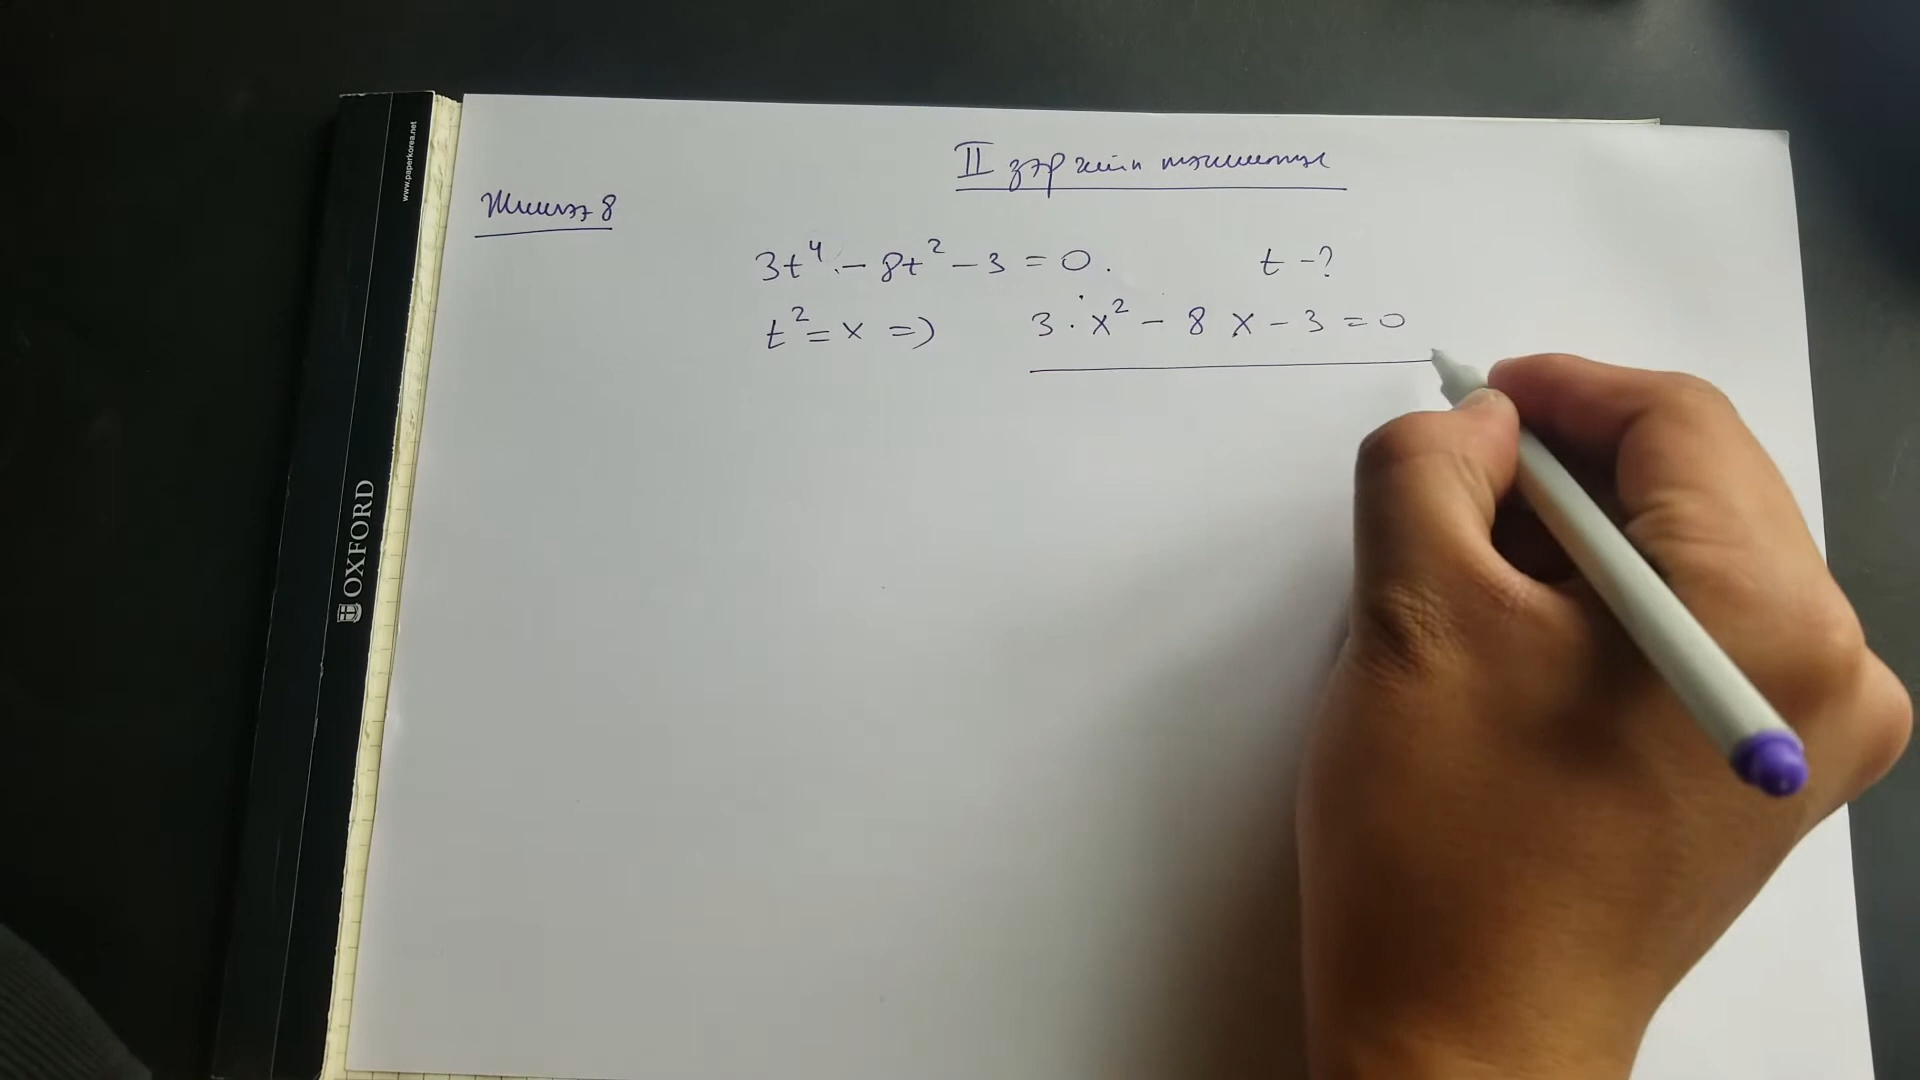 II зэргийн тэгшитгэл
Жишээ 8
3t⁴ - 8t² - 3 = 0. t - ?
t² = x => 3 · x² - 8 x - 3 = 0
OXFORD
www.paperkorea.net